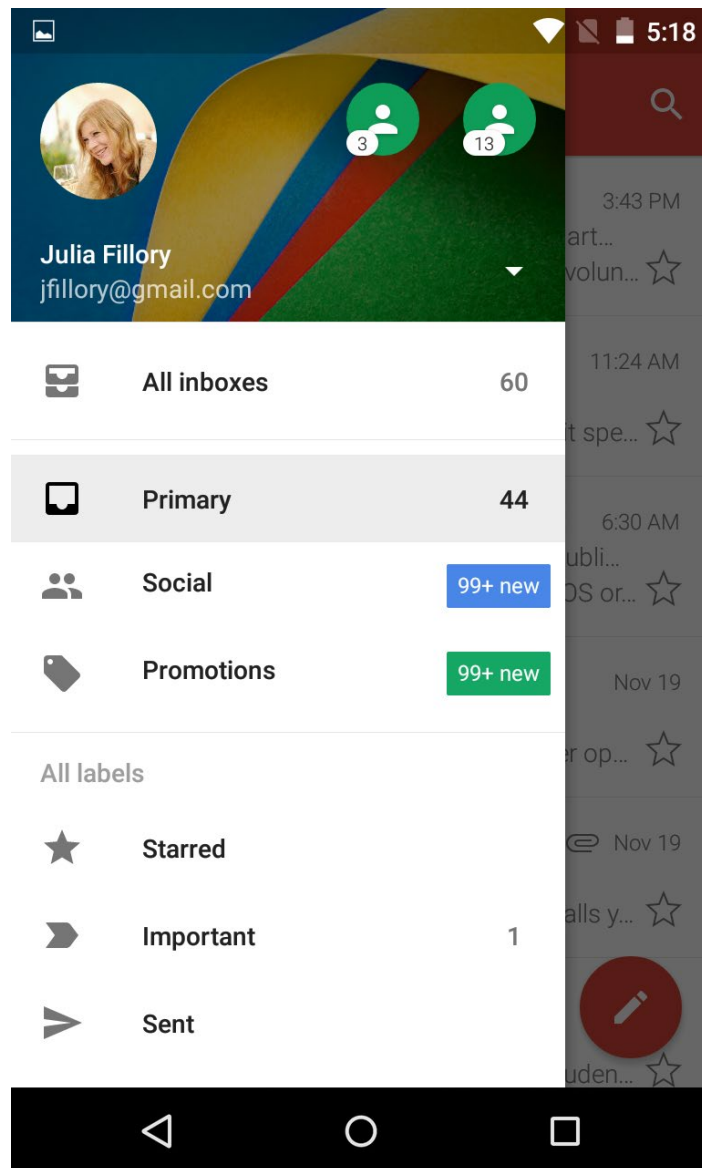 5:18
3
13
Julia Fillory
jfillory@gmail.com
All inboxes 60
Primary 44
Social 99+ new
Promotions 99+ new
All labels
Starred
Important 1
Sent
3:43 PM
art…
volun…
11:24 AM
it spe…
6:30 AM
ubli…
OS or…
Nov 19
er op…
Nov 19
alls y…
uden…